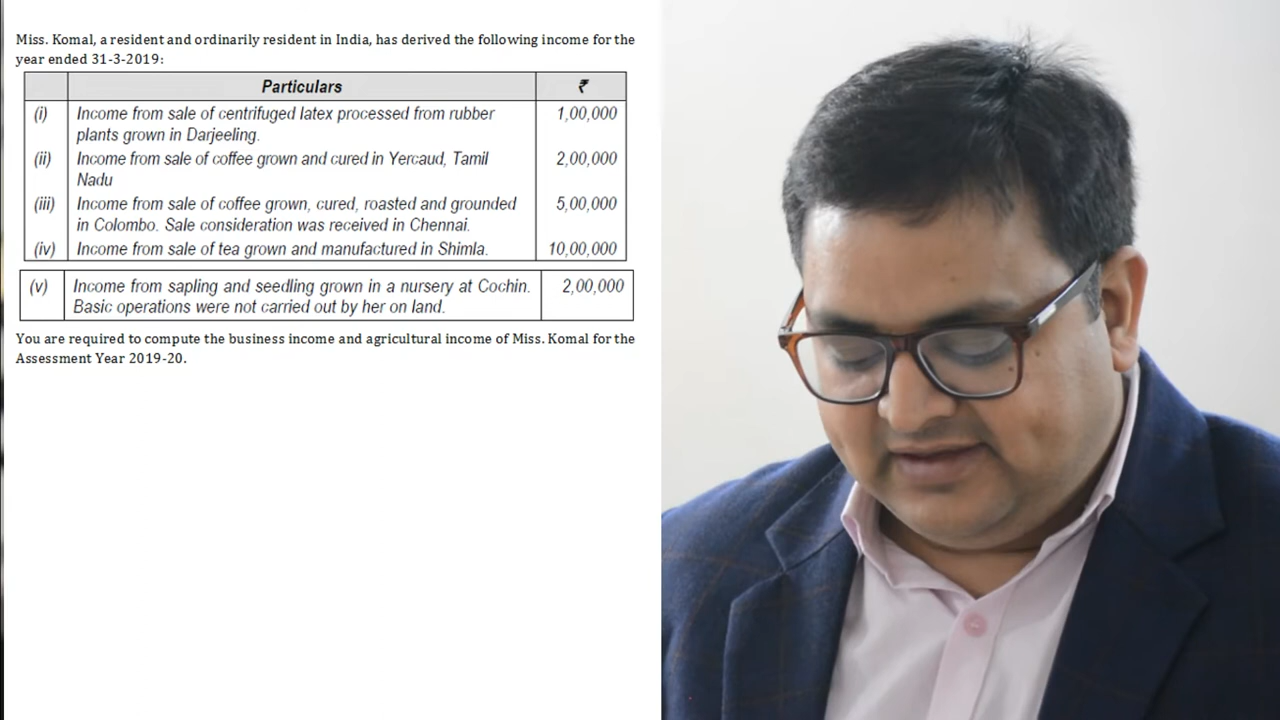 Miss. Komal, a resident and ordinarily resident in India, has derived the following income for the
year ended 31-3-2019:
Particulars ₹
(i) Income from sale of centrifuged latex processed from rubber 1,00,000
plants grown in Darjeeling.
(ii) Income from sale of coffee grown and cured in Yercaud, Tamil 2,00,000
Nadu
(iii) Income from sale of coffee grown, cured, roasted and grounded 5,00,000
in Colombo. Sale consideration was received in Chennai.
(iv) Income from sale of tea grown and manufactured in Shimla. 10,00,000
(v) Income from sapling and seedling grown in a nursery at Cochin. 2,00,000
Basic operations were not carried out by her on land.
You are required to compute the business income and agricultural income of Miss. Komal for the
Assessment Year 2019-20.